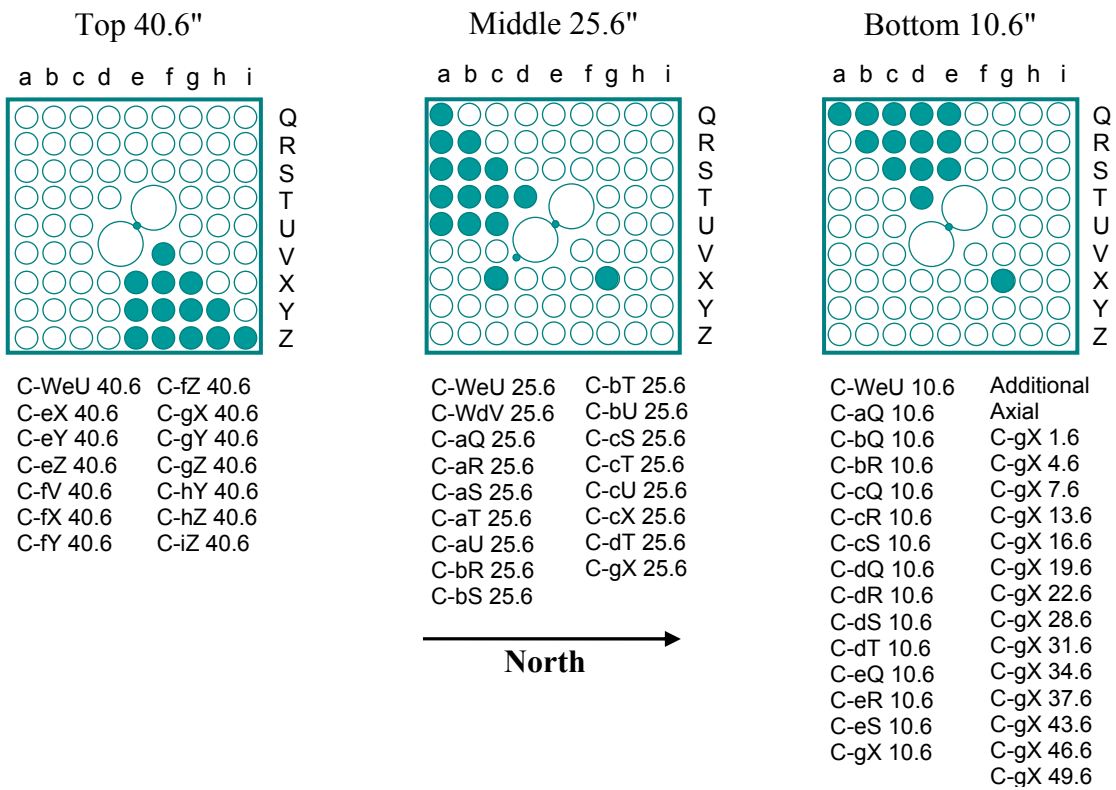 Top 40.6"
a b c d e f g h i
Q
R
S
T
U
V
X
Y
Z
C-WeU 40.6
C-eX 40.6
C-eY 40.6
C-eZ 40.6
C-fV 40.6
C-fX 40.6
C-fY 40.6
C-fZ 40.6
C-gX 40.6
C-gY 40.6
C-gZ 40.6
C-hY 40.6
C-hZ 40.6
C-iZ 40.6
Middle 25.6"
a b c d e f g h i
Q
R
S
T
U
V
X
Y
Z
C-WeU 25.6
C-WdV 25.6
C-aQ 25.6
C-aR 25.6
C-aS 25.6
C-aT 25.6
C-aU 25.6
C-bR 25.6
C-bS 25.6
C-bT 25.6
C-bU 25.6
C-cS 25.6
C-cT 25.6
C-cU 25.6
C-cX 25.6
C-dT 25.6
C-gX 25.6
North
Bottom 10.6"
a b c d e f g h i
Q
R
S
T
U
V
X
Y
Z
C-WeU 10.6
C-aQ 10.6
C-bQ 10.6
C-bR 10.6
C-cQ 10.6
C-cR 10.6
C-cS 10.6
C-dQ 10.6
C-dR 10.6
C-dS 10.6
C-dT 10.6
C-eQ 10.6
C-eR 10.6
C-eS 10.6
C-gX 10.6
Additional
Axial
C-gX 1.6
C-gX 4.6
C-gX 7.6
C-gX 13.6
C-gX 16.6
C-gX 19.6
C-gX 22.6
C-gX 28.6
C-gX 31.6
C-gX 34.6
C-gX 37.6
C-gX 43.6
C-gX 46.6
C-gX 49.6